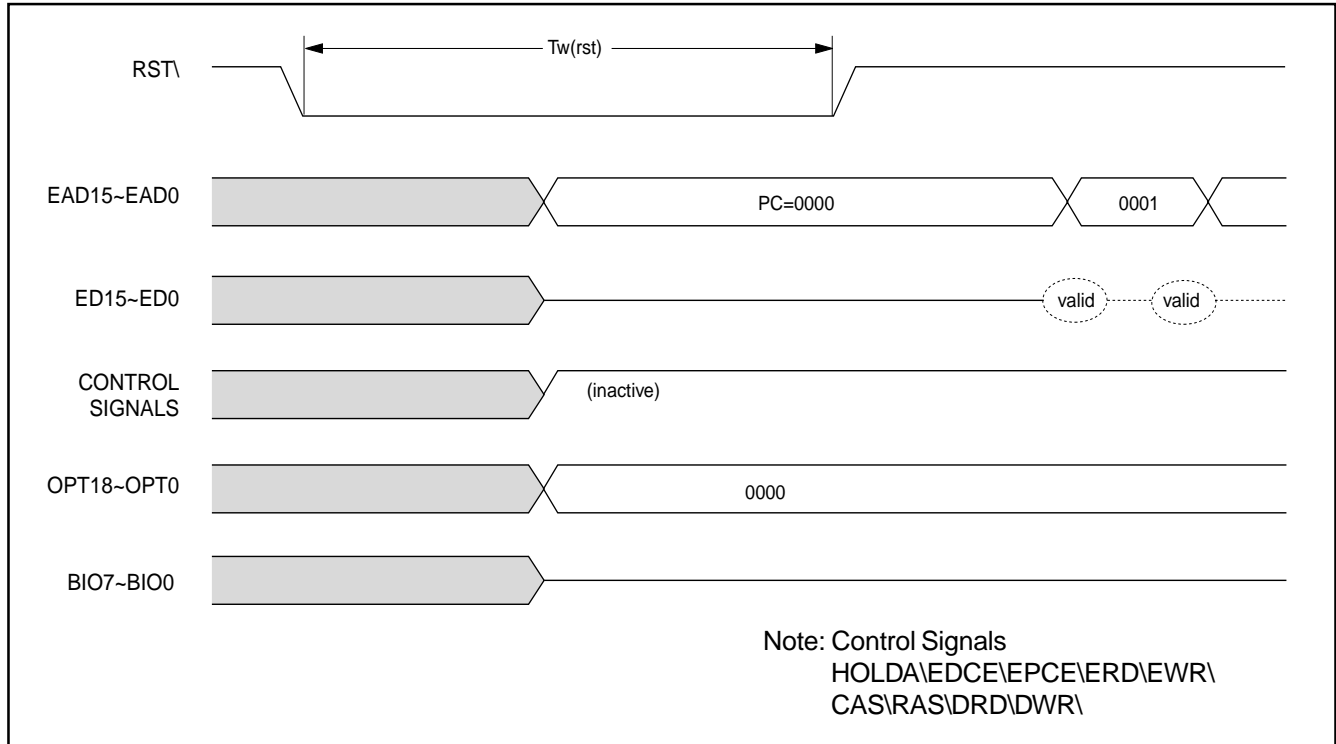 Tw(rst)
RST\
EAD15~EAD0
PC=0000
0001
ED15~ED0
valid
valid
CONTROL
SIGNALS
(inactive)
OPT18~OPT0
0000
BIO7~BIO0
Note: Control Signals
HOLDA\EDCE\EPCE\ERD\EWR\
CAS\RAS\DRD\DWR\